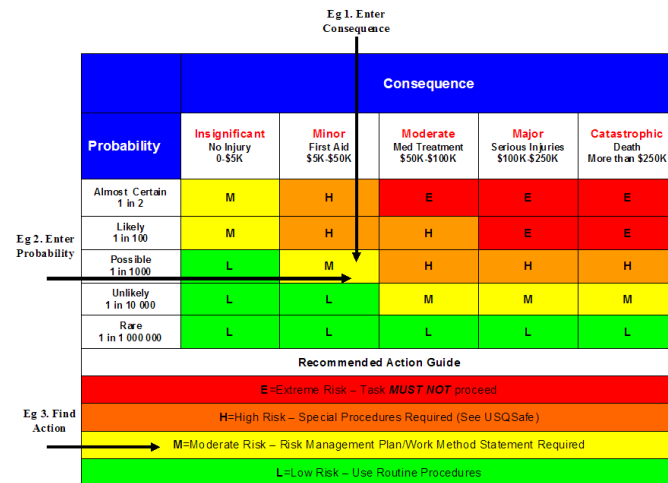 Eg 1. Enter
Consequence
Consequence
Probability
Insignificant
No Injury
0-$5K
Minor
First Aid
$5K-$50K
Moderate
Med Treatment
$50K-$100K
Major
Serious Injuries
$100K-$250K
Catastrophic
Death
More than $250K
Almost Certain
1 in 2
M
H
E
E
E
Eg 2. Enter
Probability
Likely
1 in 100
M
H
H
E
E
Possible
1 in 1000
L
M
H
H
H
Unlikely
1 in 10 000
L
L
M
M
M
Rare
1 in 1 000 000
L
L
L
L
L
Recommended Action Guide
E=Extreme Risk – Task MUST NOT proceed
Eg 3. Find
Action
H=High Risk – Special Procedures Required (See USQSafe)
M=Moderate Risk – Risk Management Plan/Work Method Statement Required
L=Low Risk – Use Routine Procedures